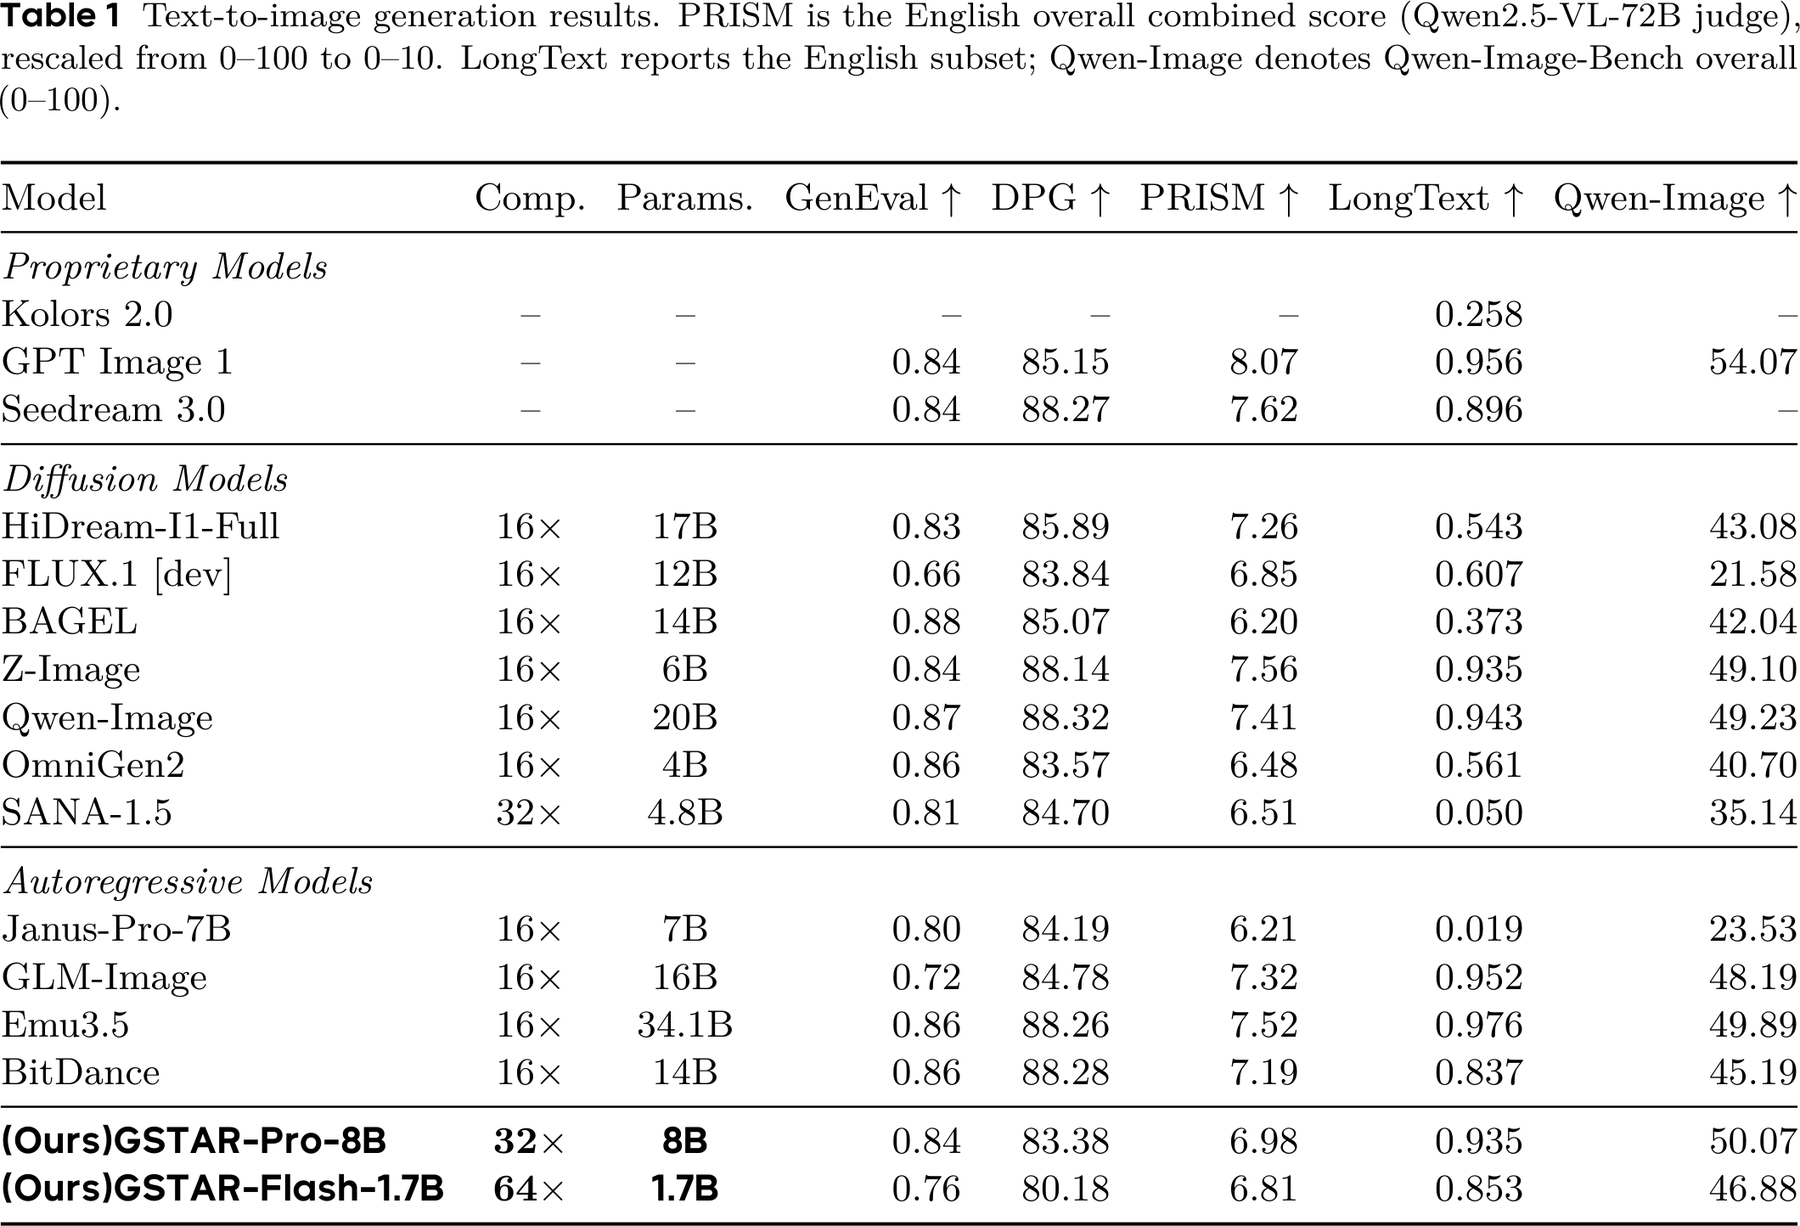 Table 1 Text-to-image generation results. PRISM is the English overall combined score (Qwen2.5-VL-72B judge),
rescaled from 0–100 to 0–10. LongText reports the English subset; Qwen-Image denotes Qwen-Image-Bench overall
(0–100).
Model Comp. Params. GenEval ↑ DPG ↑ PRISM ↑ LongText ↑ Qwen-Image ↑
Proprietary Models
Kolors 2.0 – – – – – 0.258 –
GPT Image 1 – – 0.84 85.15 8.07 0.956 54.07
Seedream 3.0 – – 0.84 88.27 7.62 0.896 –
Diffusion Models
HiDream-I1-Full 16× 17B 0.83 85.89 7.26 0.543 43.08
FLUX.1 [dev] 16× 12B 0.66 83.84 6.85 0.607 21.58
BAGEL 16× 14B 0.88 85.07 6.20 0.373 42.04
Z-Image 16× 6B 0.84 88.14 7.56 0.935 49.10
Qwen-Image 16× 20B 0.87 88.32 7.41 0.943 49.23
OmniGen2 16× 4B 0.86 83.57 6.48 0.561 40.70
SANA-1.5 32× 4.8B 0.81 84.70 6.51 0.050 35.14
Autoregressive Models
Janus-Pro-7B 16× 7B 0.80 84.19 6.21 0.019 23.53
GLM-Image 16× 16B 0.72 84.78 7.32 0.952 48.19
Emu3.5 16× 34.1B 0.86 88.26 7.52 0.976 49.89
BitDance 16× 14B 0.86 88.28 7.19 0.837 45.19
(Ours)GSTAR-Pro-8B 32× 8B 0.84 83.38 6.98 0.935 50.07
(Ours)GSTAR-Flash-1.7B 64× 1.7B 0.76 80.18 6.81 0.853 46.88